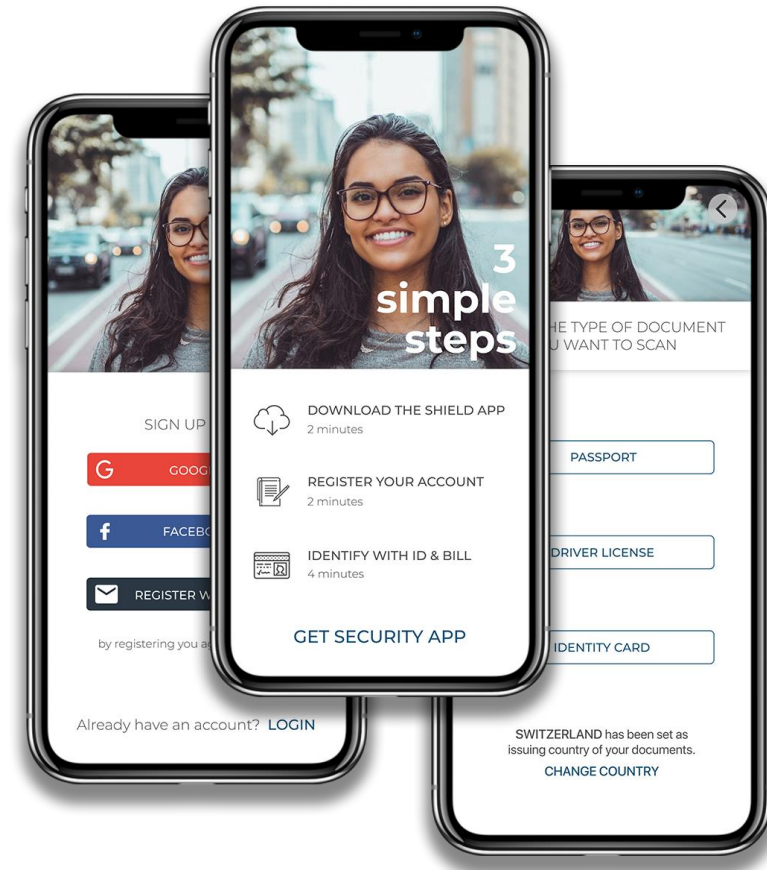 SIGN UP
G
f
FACEB
REGISTER
by registering you
Already have an account? LOGIN
3
simple
steps
DOWNLOAD THE SHIELD APP
2 minutes
REGISTER YOUR ACCOUNT
2 minutes
IDENTIFY WITH ID & BILL
4 minutes
GET SECURITY APP
TYPE OF DOCUMENT
WANT TO SCAN
PASSPORT
DRIVER LICENSE
IDENTITY CARD
SWITZERLAND has been set as
issuing country of your documents.
CHANGE COUNTRY